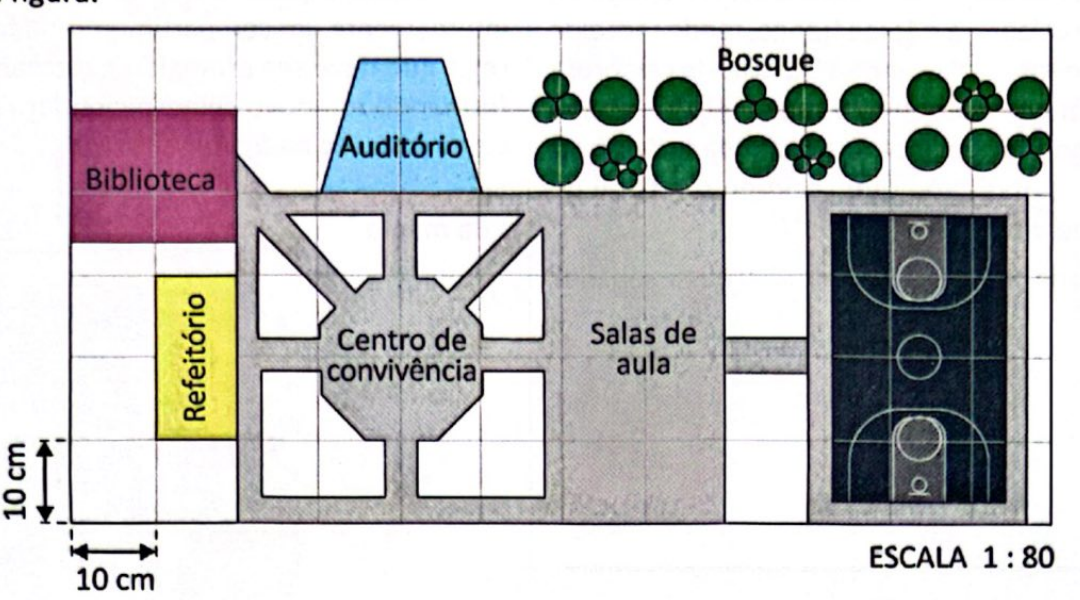 figura.
Bosque
Auditório
Biblioteca
Refeitório
Centro de
convivência
Salas de
aula
10 cm
10 cm
ESCALA 1 : 80